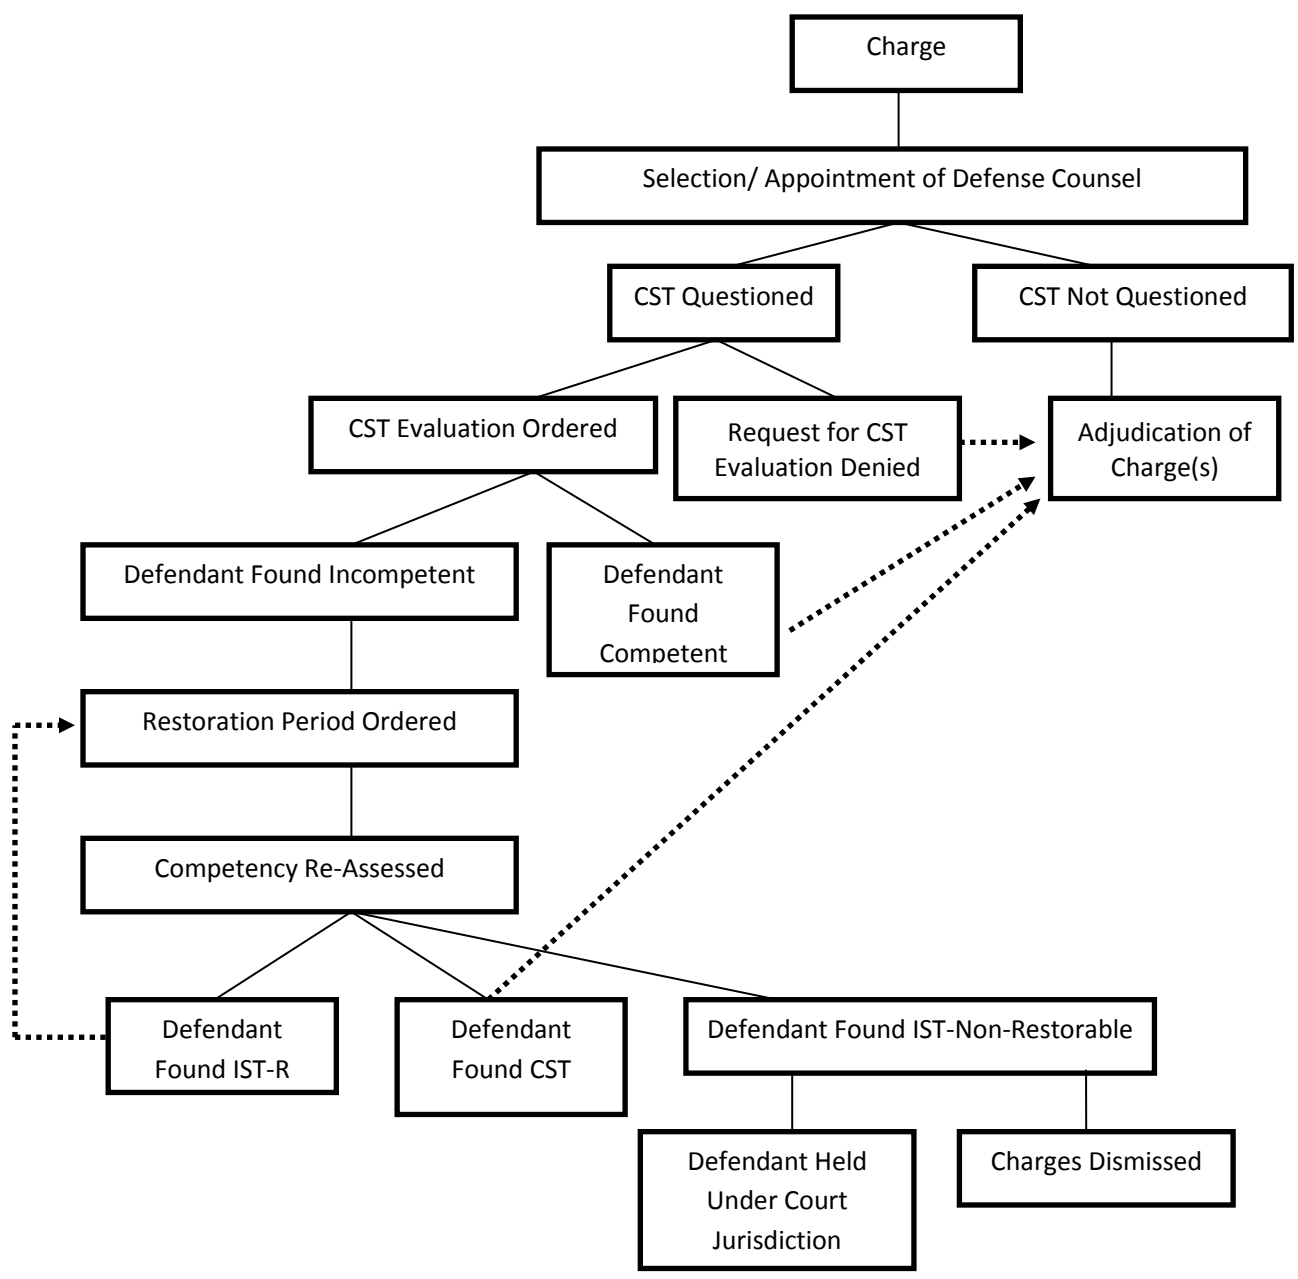 Charge
Selection/ Appointment of Defense Counsel
CST Questioned
CST Not Questioned
CST Evaluation Ordered
Request for CST
Evaluation Denied
Adjudication of
Charge(s)
Defendant Found Incompetent
Defendant
Found
Competent
Restoration Period Ordered
Competency Re-Assessed
Defendant
Found IST-R
Defendant
Found CST
Defendant Found IST-Non-Restorable
Defendant Held
Under Court
Jurisdiction
Charges Dismissed